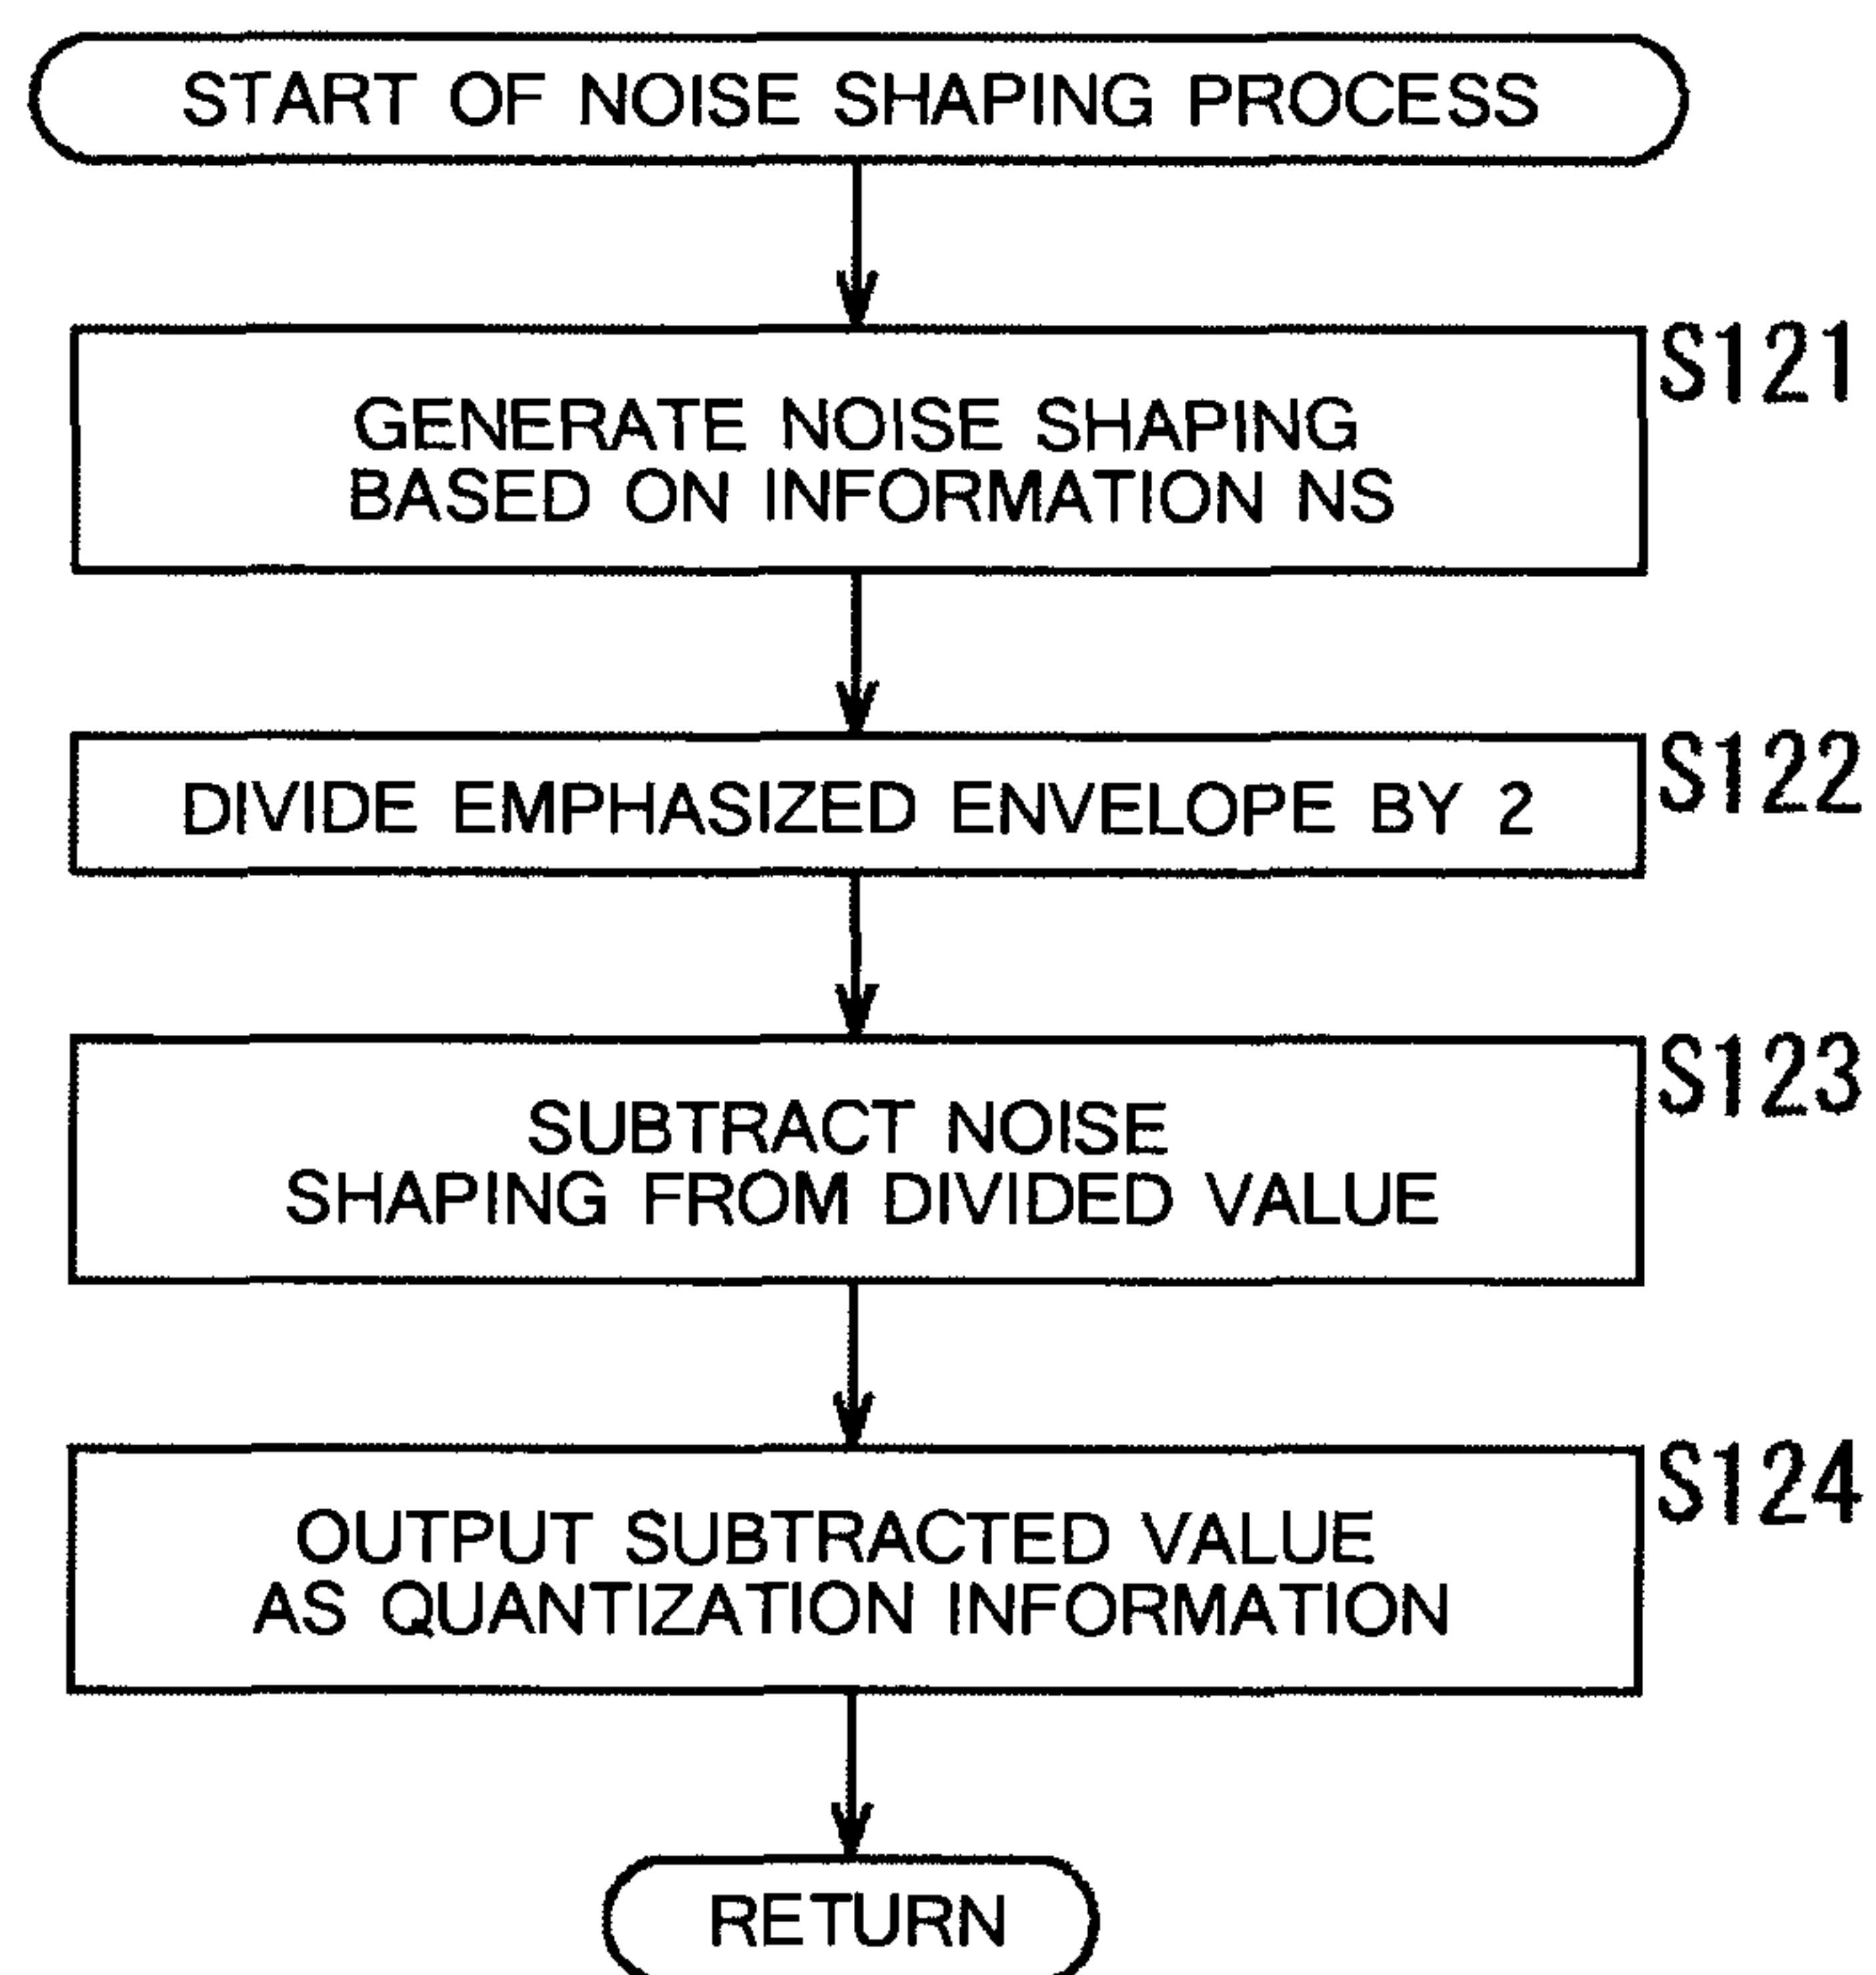 START OF NOISE SHAPING PROCESS
S121
GENERATE NOISE SHAPING
BASED ON INFORMATION NS
S122
DIVIDE EMPHASIZED ENVELOPE BY 2
S123
SUBTRACT NOISE
SHAPING FROM DIVIDED VALUE
S124
OUTPUT SUBTRACTED VALUE
AS QUANTIZATION INFORMATION
RETURN